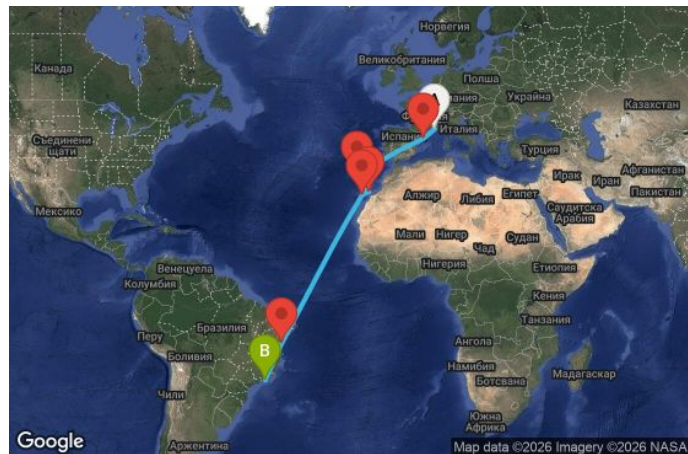 Норвегия
Канада
Великобритания
Полша
Украйна
Казахстан
Испани
Италия
Съединени
щати
Турция
Афганистан
Ирак
Иран
Пакистан
Мексико
Алжир
Либия
Египет
Саудитска
Арабия
Мали
Нигер
Чад
Судан
Венецуела
Нигерия
Етиопия
Колумбия
Кения
Бразилия
Танзания
Перу
B
Боливия
Ангола
Намибия
Ботсвана
Мадагаскар
Чили
Южна
Африка
Аржентина
Google
Map data ©2026 Imagery ©2026 NASA